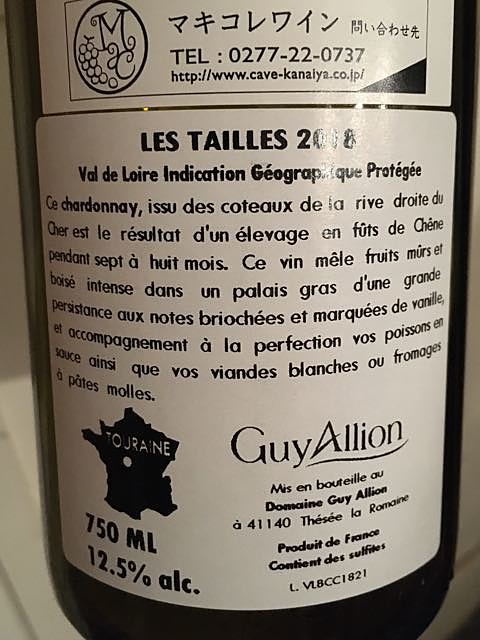 MC
マキコレワイン 問い合わせ先
TEL : 0277-22-0737
http://www.cave-kanaiya.co.jp/
LES TAILLES 2018
Val de Loire Indication Géographique Protégée
Ce chardonnay, issu des coteaux de la rive droite du
Cher est le résultat d'un élevage en fûts de Chêne
pendant sept à huit mois. Ce vin mêle fruits mûrs et
boisé intense dans un palais gras d'une grande
persistance aux notes briochées et marquées de vanille,
et accompagnement à la perfection vos poissons en
sauce ainsi que vos viandes blanches ou fromages
à pâtes molles.
TOURAINE
750 ML
12.5% alc.
Guy Allion
Mis en bouteille au
Domaine Guy Allion
à 41140 Thésée la Romaine
Produit de France
Contient des sulfites
L. VLBCC1821